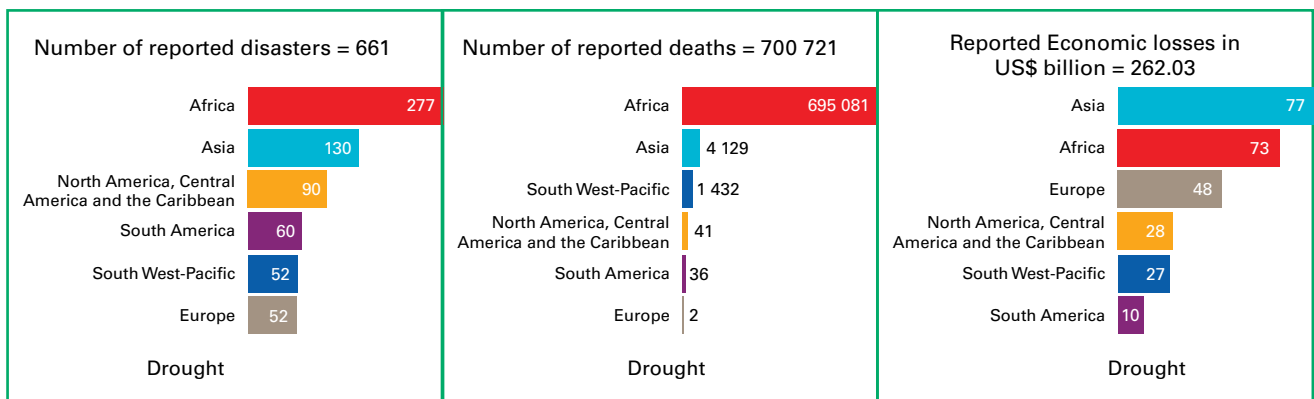 Number of reported disasters = 661
Africa
277
Asia
130
North America, Central
America and the Caribbean
90
South America
60
South West-Pacific
52
Europe
52
Drought
Number of reported deaths = 700 721
Africa
695 081
Asia
4 129
South West-Pacific
1 432
North America, Central
America and the Caribbean
41
South America
36
Europe
2
Drought
Reported Economic losses in
US$ billion = 262.03
Asia
77
Africa
73
Europe
48
North America, Central
America and the Caribbean
28
South West-Pacific
27
South America
10
Drought